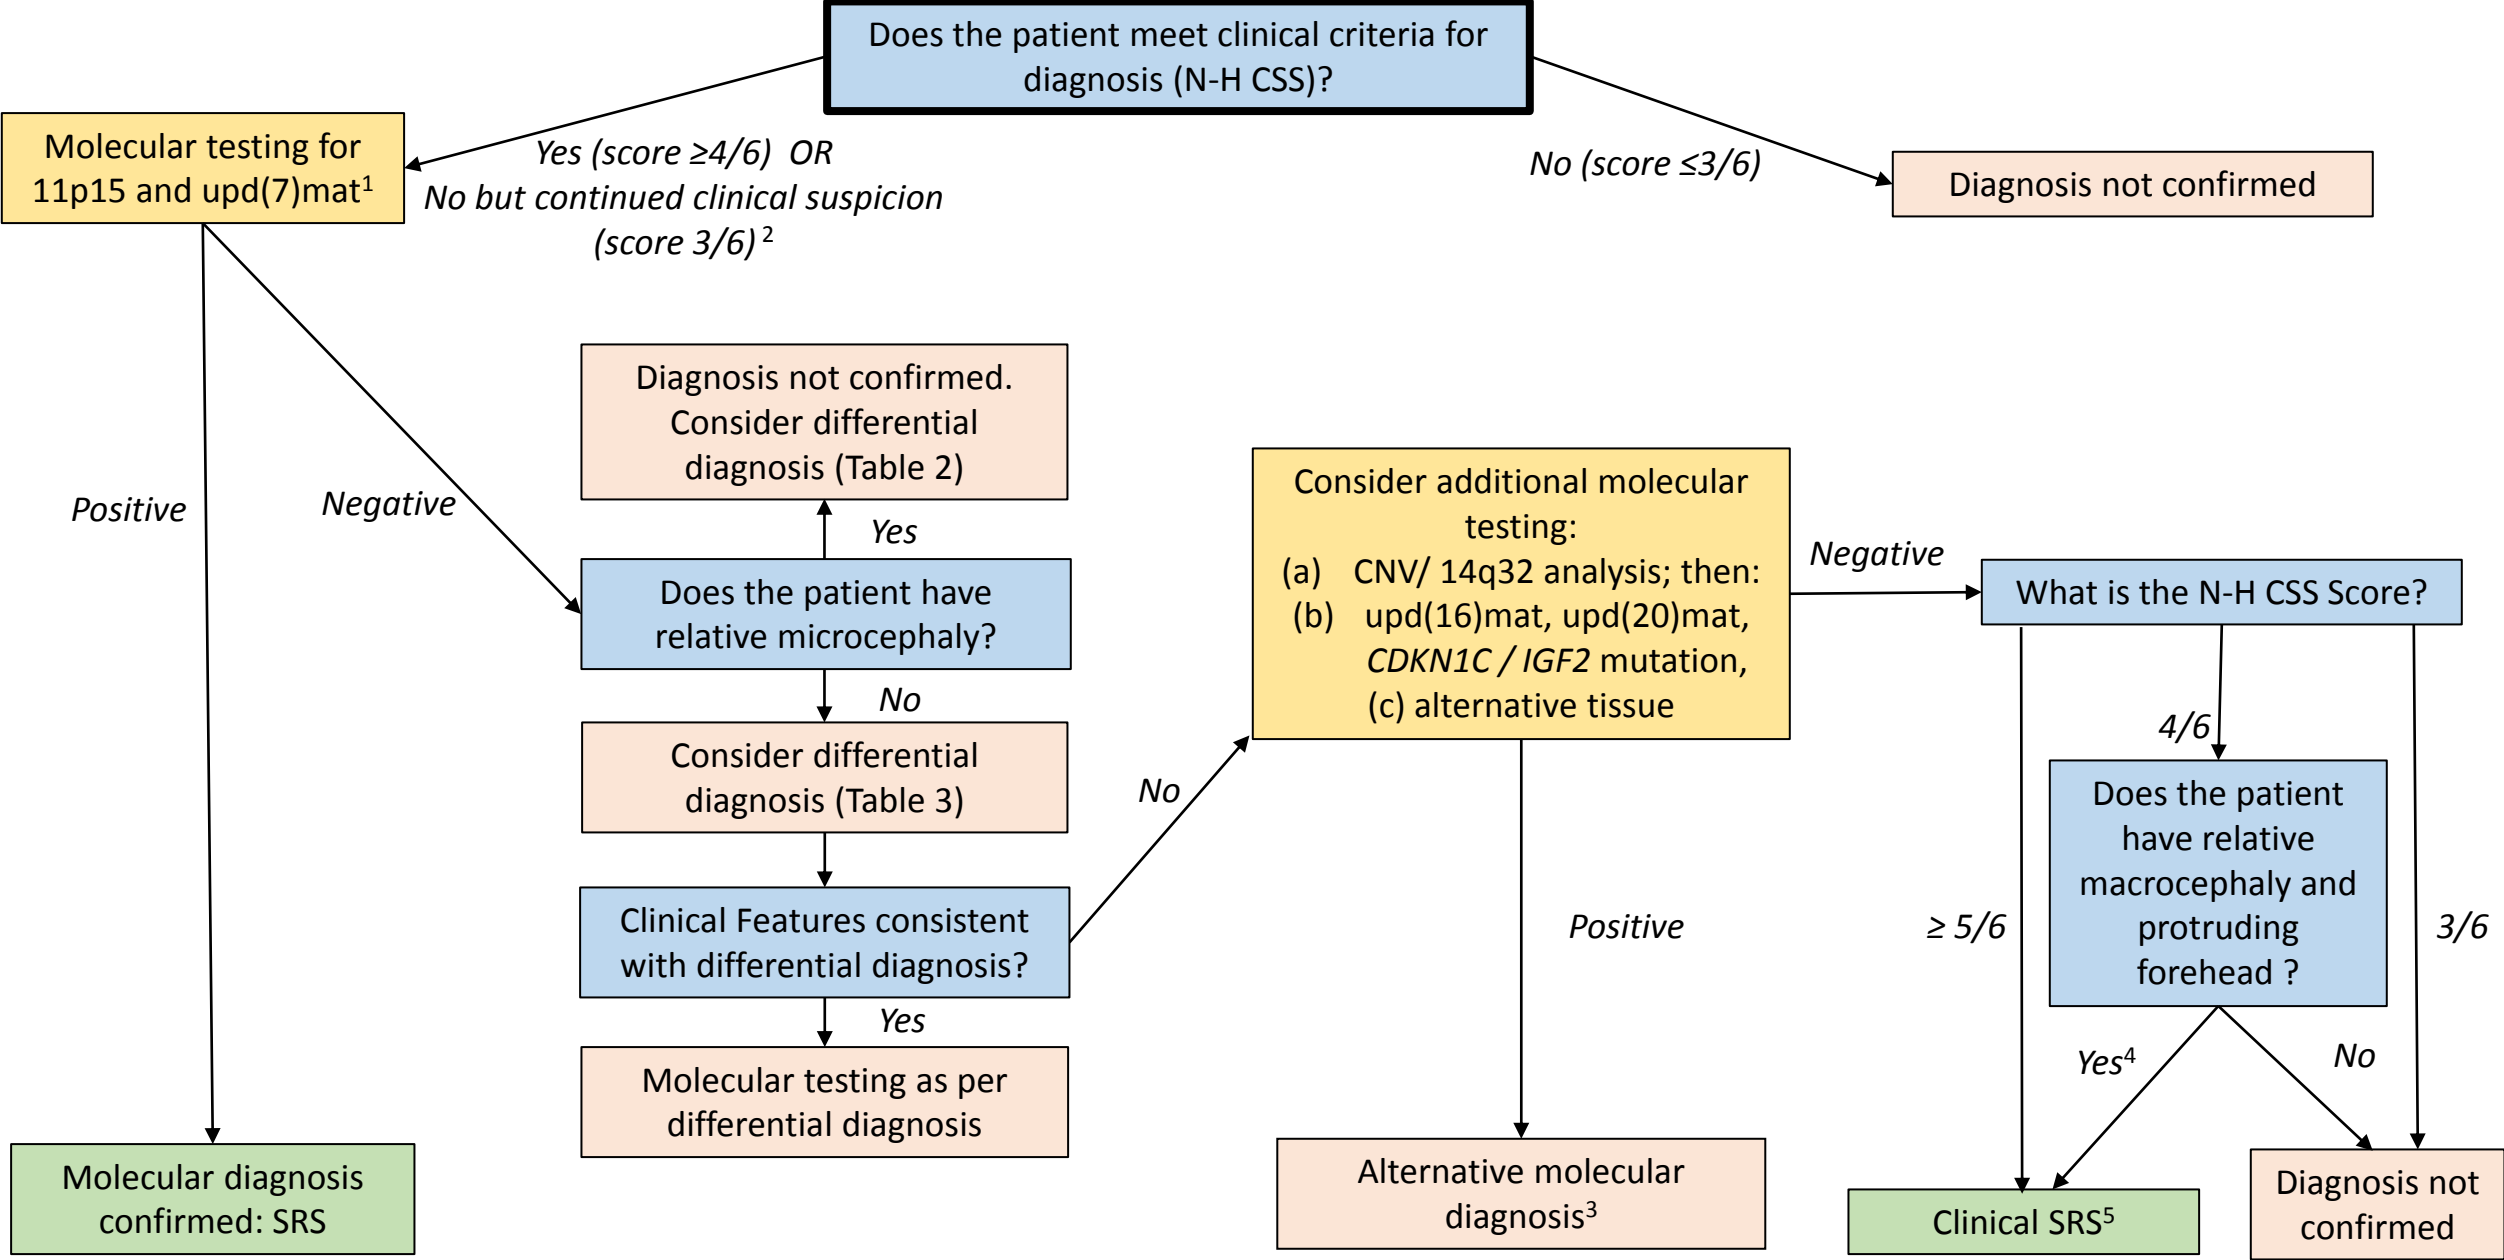 Does the patient meet clinical criteria for
diagnosis (N-H CSS)?
Molecular testing for
11p15 and upd(7)mat¹
Yes (score ≥4/6) OR
No but continued clinical suspicion
(score 3/6) ²
No (score ≤3/6)
Diagnosis not confirmed
Positive
Negative
Diagnosis not confirmed.
Consider differential
diagnosis (Table 2)
Yes
Does the patient have
relative microcephaly?
No
Consider differential
diagnosis (Table 3)
Clinical Features consistent
with differential diagnosis?
Yes
Molecular testing as per
differential diagnosis
No
Consider additional molecular
testing:
(a) CNV/ 14q32 analysis; then:
(b) upd(16)mat, upd(20)mat,
CDKN1C / IGF2 mutation,
(c) alternative tissue
Negative
Positive
What is the N-H CSS Score?
≥ 5/6
4/6
3/6
Does the patient
have relative
macrocephaly and
protruding
forehead ?
Yes⁴
No
Molecular diagnosis
confirmed: SRS
Alternative molecular
diagnosis³
Clinical SRS⁵
Diagnosis not
confirmed